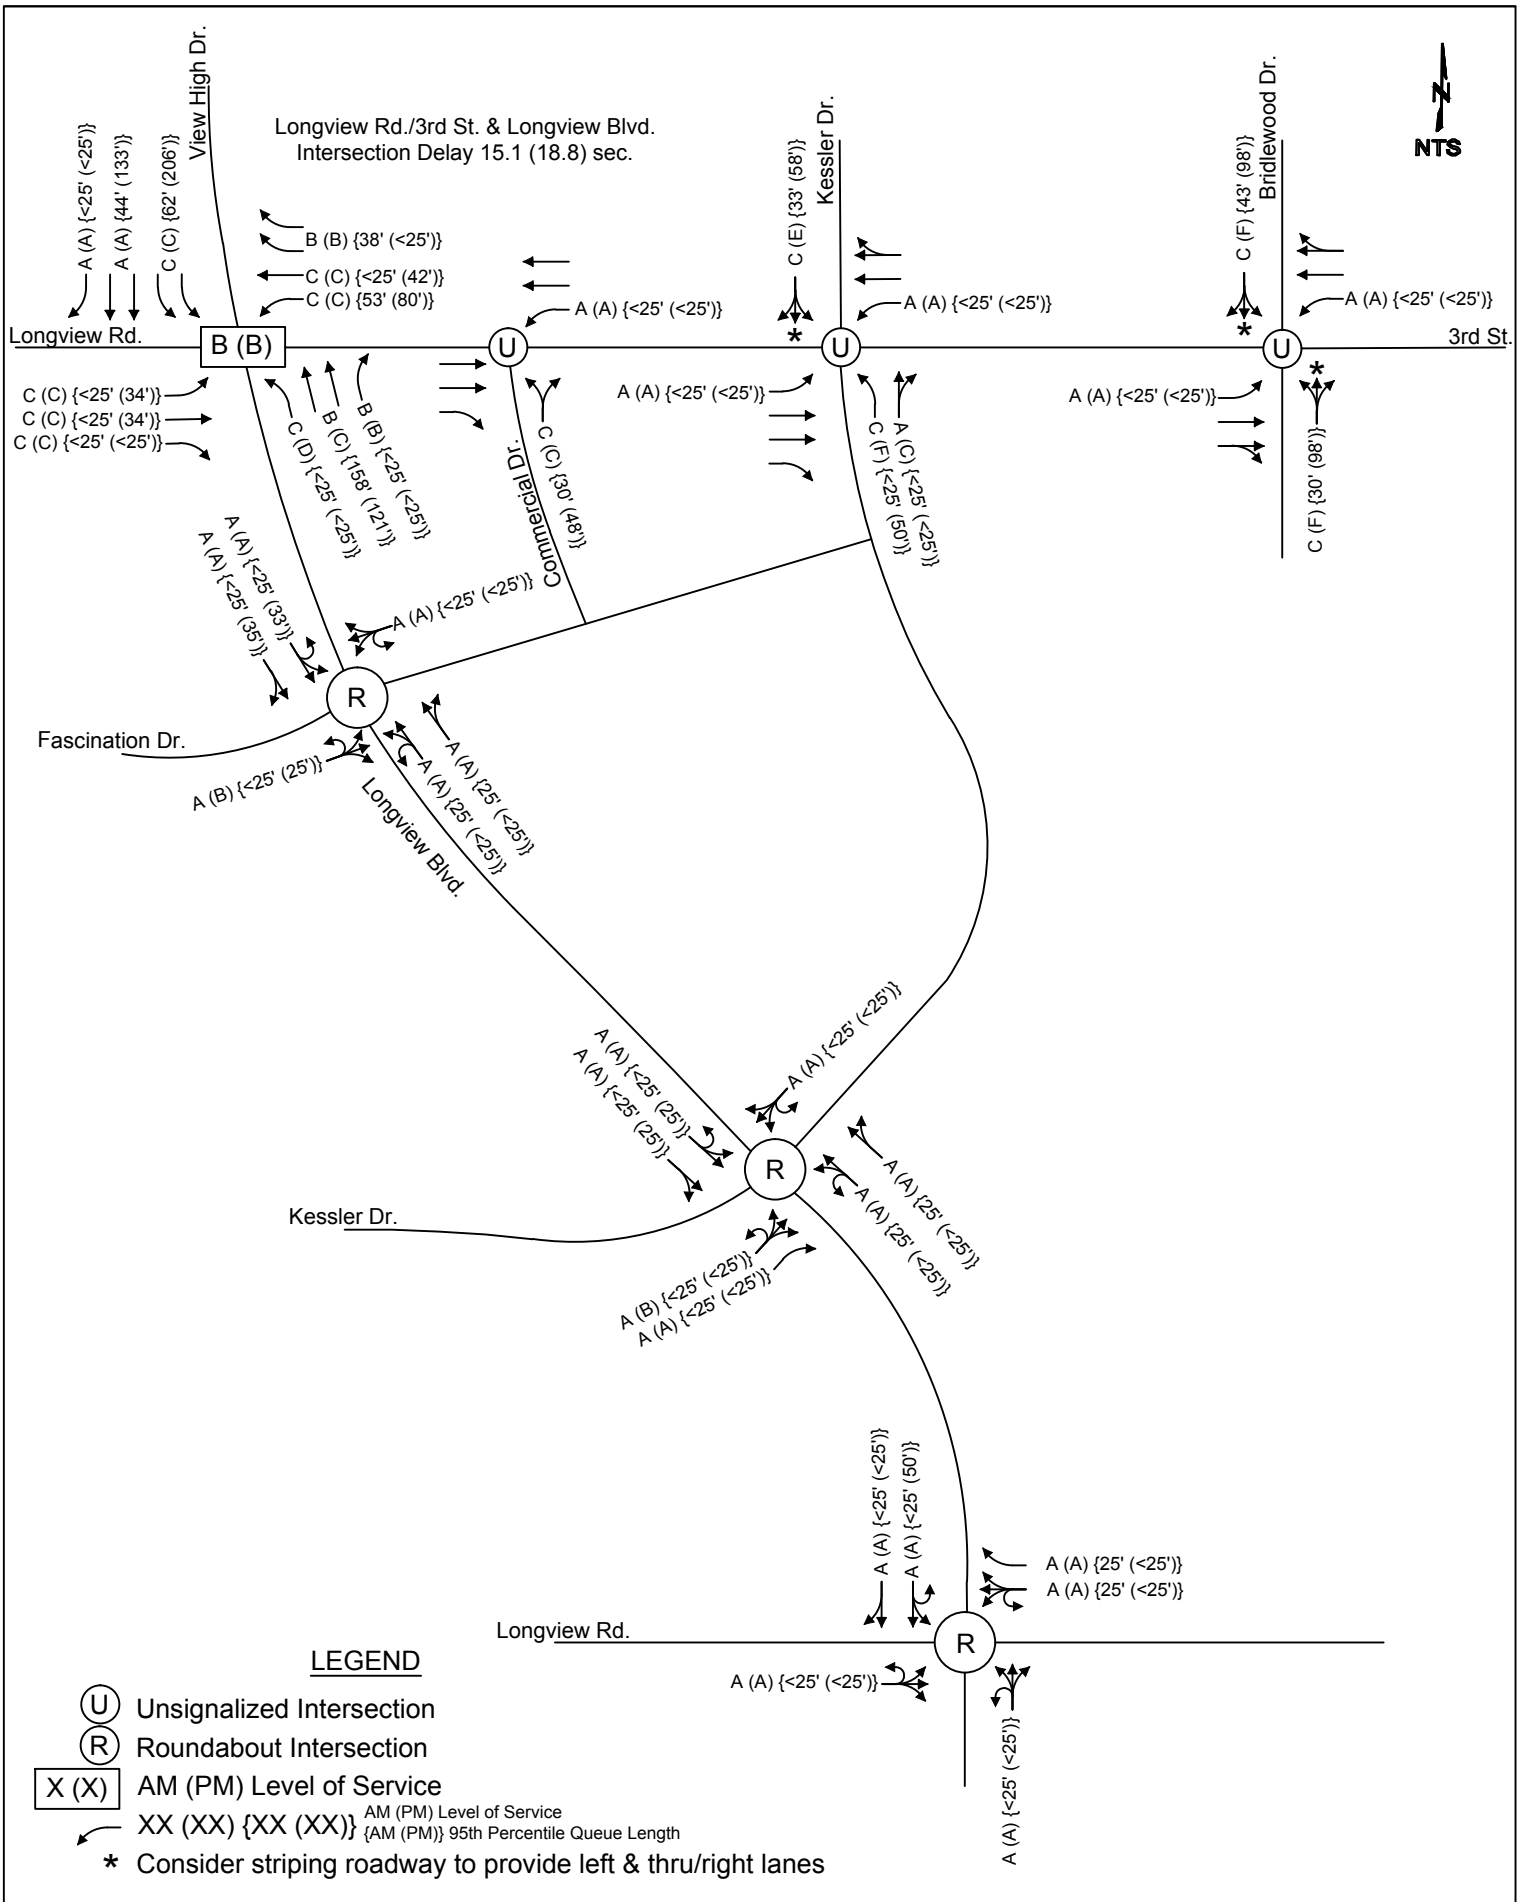 View High Dr.
Longview Rd./3rd St. & Longview Blvd.
Intersection Delay 15.1 (18.8) sec.
Kessler Dr.
Bridlewood Dr.
N
NTS
A (A) {<25' (<25')}
A (A) {44' (133')}
C (C) {62' (206')}
B (B) {38' (<25')}
C (C) {<25' (42')}
C (C) {53' (80')}
A (A) {<25' (<25')}
C (E) {33' (58')}
*
A (A) {<25' (<25')}
C (F) {43' (98')}
*
A (A) {<25' (<25')}
Longview Rd.
B (B)
U
U
U
3rd St.
C (C) {<25' (34')}
C (C) {<25' (34')}
C (C) {<25' (<25')}
C (D) {<25' (<25')}
B (C) {158' (121')}
B (B) {<25' (<25')}
Commercial Dr.
C (C) {30' (48')}
A (A) {<25' (<25')}
C (F) {<25' (50')}
A (C) {<25' (<25')}
A (A) {<25' (<25')}
*
C (F) {30' (98')}
A (A) {<25' (33')}
A (A) {<25' (35')}
A (A) {<25' (<25')}
R
Fascination Dr.
A (B) {<25' (25')}
A (A) {25' (<25')}
A (A) {25' (<25')}
Longview Blvd.
A (A) {<25' (25')}
A (A) {<25' (25')}
A (A) {<25' (<25')}
R
Kessler Dr.
A (A) {25' (<25')}
A (A) {25' (<25')}
A (B) {<25' (<25')}
A (A) {<25' (<25')}
A (A) {<25' (<25')}
A (A) {<25' (50')}
A (A) {25' (<25')}
A (A) {25' (<25')}
Longview Rd.
R
A (A) {<25' (<25')}
A (A) {<25' (<25')}
LEGEND
U Unsignalized Intersection
R Roundabout Intersection
X (X) AM (PM) Level of Service
XX (XX) {XX (XX)} AM (PM) Level of Service
{AM (PM)} 95th Percentile Queue Length
* Consider striping roadway to provide left & thru/right lanes